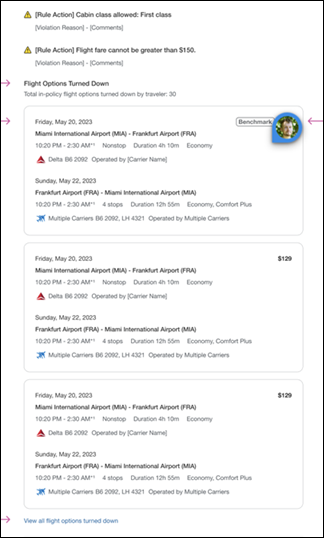 [Rule Action] Cabin class allowed: First class
[Violation Reason] - [Comments]
[Rule Action] Flight fare cannot be greater than $150.
[Violation Reason] - [Comments]
Flight Options Turned Down
Total in-policy flight options turned down by traveler: 30
Friday, May 20, 2023
Benchmark
Miami International Airport (MIA) - Frankfurt Airport (FRA)
10:20 PM - 2:30 AM+1 Nonstop Duration 4h 10m Economy
Delta B6 2092 Operated by [Carrier Name]
Sunday, May 22, 2023
Frankfurt Airport (FRA) - Miami International Airport (MIA)
10:20 PM - 2:30 AM+1 4 stops Duration 12h 55m Economy, Comfort Plus
Multiple Carriers B6 2092, LH 4321 Operated by Multiple Carriers
Friday, May 20, 2023 $129
Miami International Airport (MIA) - Frankfurt Airport (FRA)
10:20 PM - 2:30 AM+1 Nonstop Duration 4h 10m Economy
Delta B6 2092 Operated by [Carrier Name]
Sunday, May 22, 2023
Frankfurt Airport (FRA) - Miami International Airport (MIA)
10:20 PM - 2:30 AM+1 4 stops Duration 12h 55m Economy, Comfort Plus
Multiple Carriers B6 2092, LH 4321 Operated by Multiple Carriers
Friday, May 20, 2023 $129
Miami International Airport (MIA) - Frankfurt Airport (FRA)
10:20 PM - 2:30 AM+1 Nonstop Duration 4h 10m Economy
Delta B6 2092 Operated by [Carrier Name]
Sunday, May 22, 2023
Frankfurt Airport (FRA) - Miami International Airport (MIA)
10:20 PM - 2:30 AM+1 4 stops Duration 12h 55m Economy, Comfort Plus
Multiple Carriers B6 2092, LH 4321 Operated by Multiple Carriers
View all flight options turned down